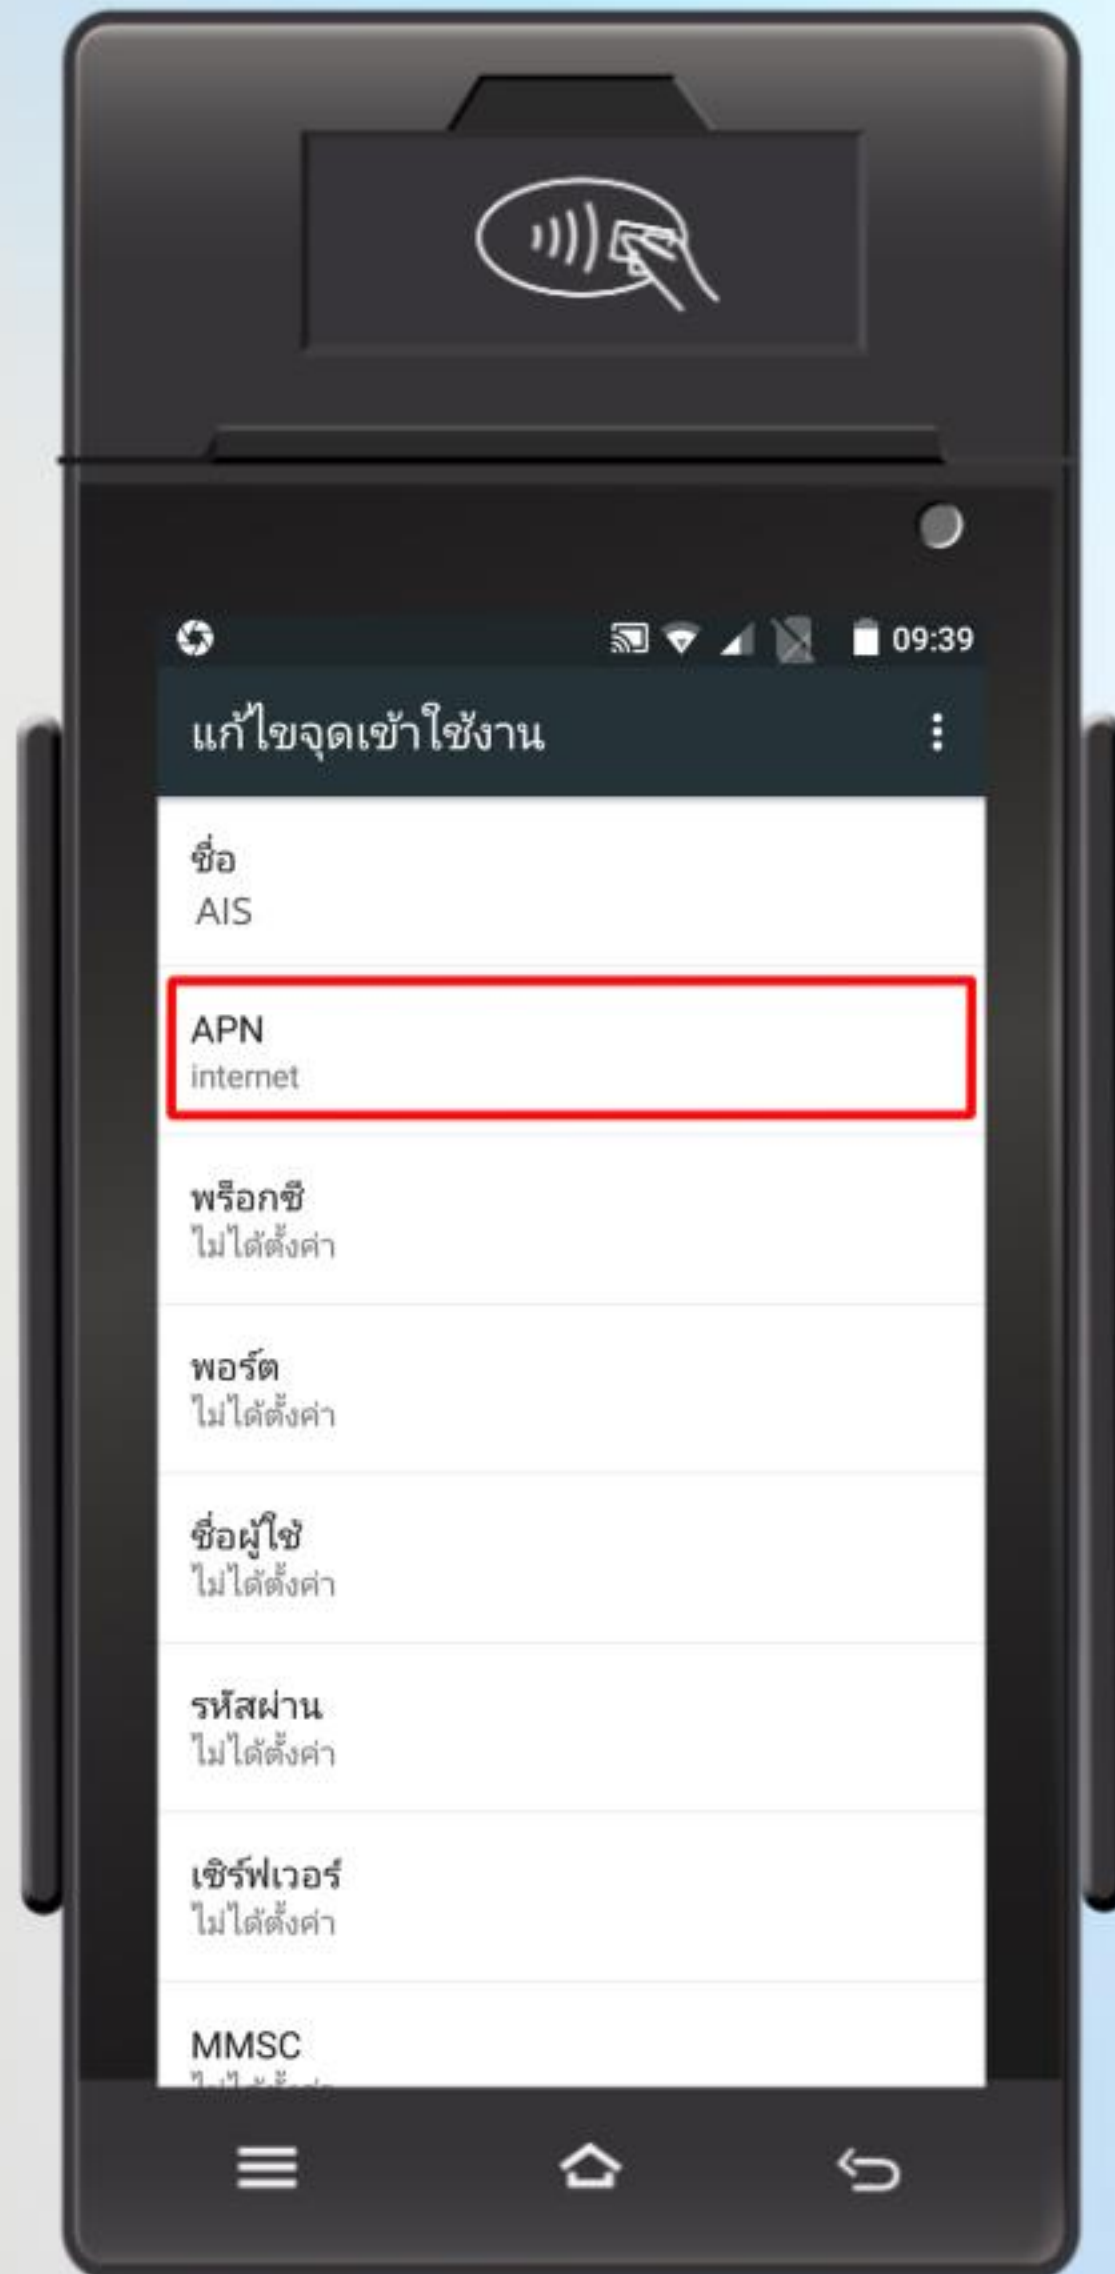 09:39
แก้ไขจุดเข้าใช้งาน
ชื่อ
AIS
APN
internet
พร็อกซี
ไม่ได้ตั้งค่า
พอร์ต
ไม่ได้ตั้งค่า
ชื่อผู้ใช้
ไม่ได้ตั้งค่า
รหัสผ่าน
ไม่ได้ตั้งค่า
เซิร์ฟเวอร์
ไม่ได้ตั้งค่า
MMSC